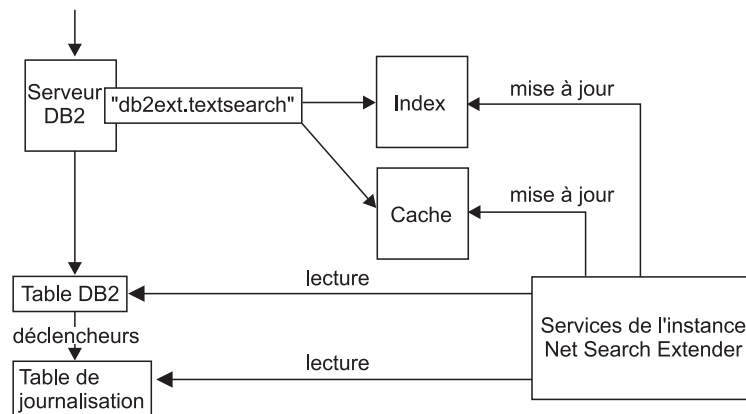 Serveur
DB2
"db2ext.textsearch"
Index
mise à jour
Cache
mise à jour
Table DB2
lecture
déclencheurs
Services de l'instance
Net Search Extender
Table de
journalisation
lecture